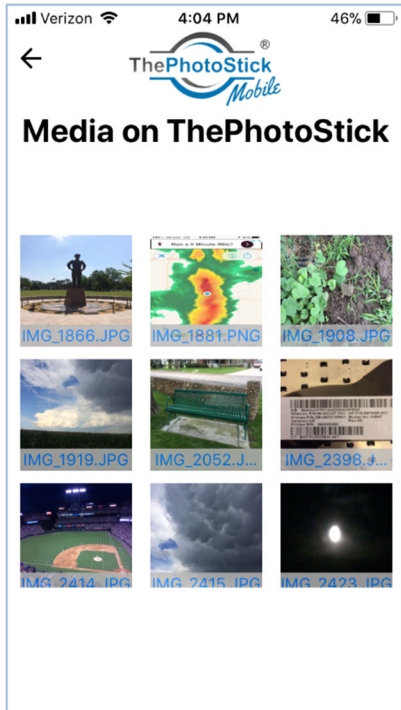 Verizon 4:04 PM 46%
ThePhotoStick®
Mobile
Media on ThePhotoStick
IMG_1866.JPG IMG_1881.PNG IMG_1908.JPG
IMG_1919.JPG IMG_2052.J... IMG_2398.J...
IMG_2414.JPG IMG_2415.JPG IMG_2423.JPG